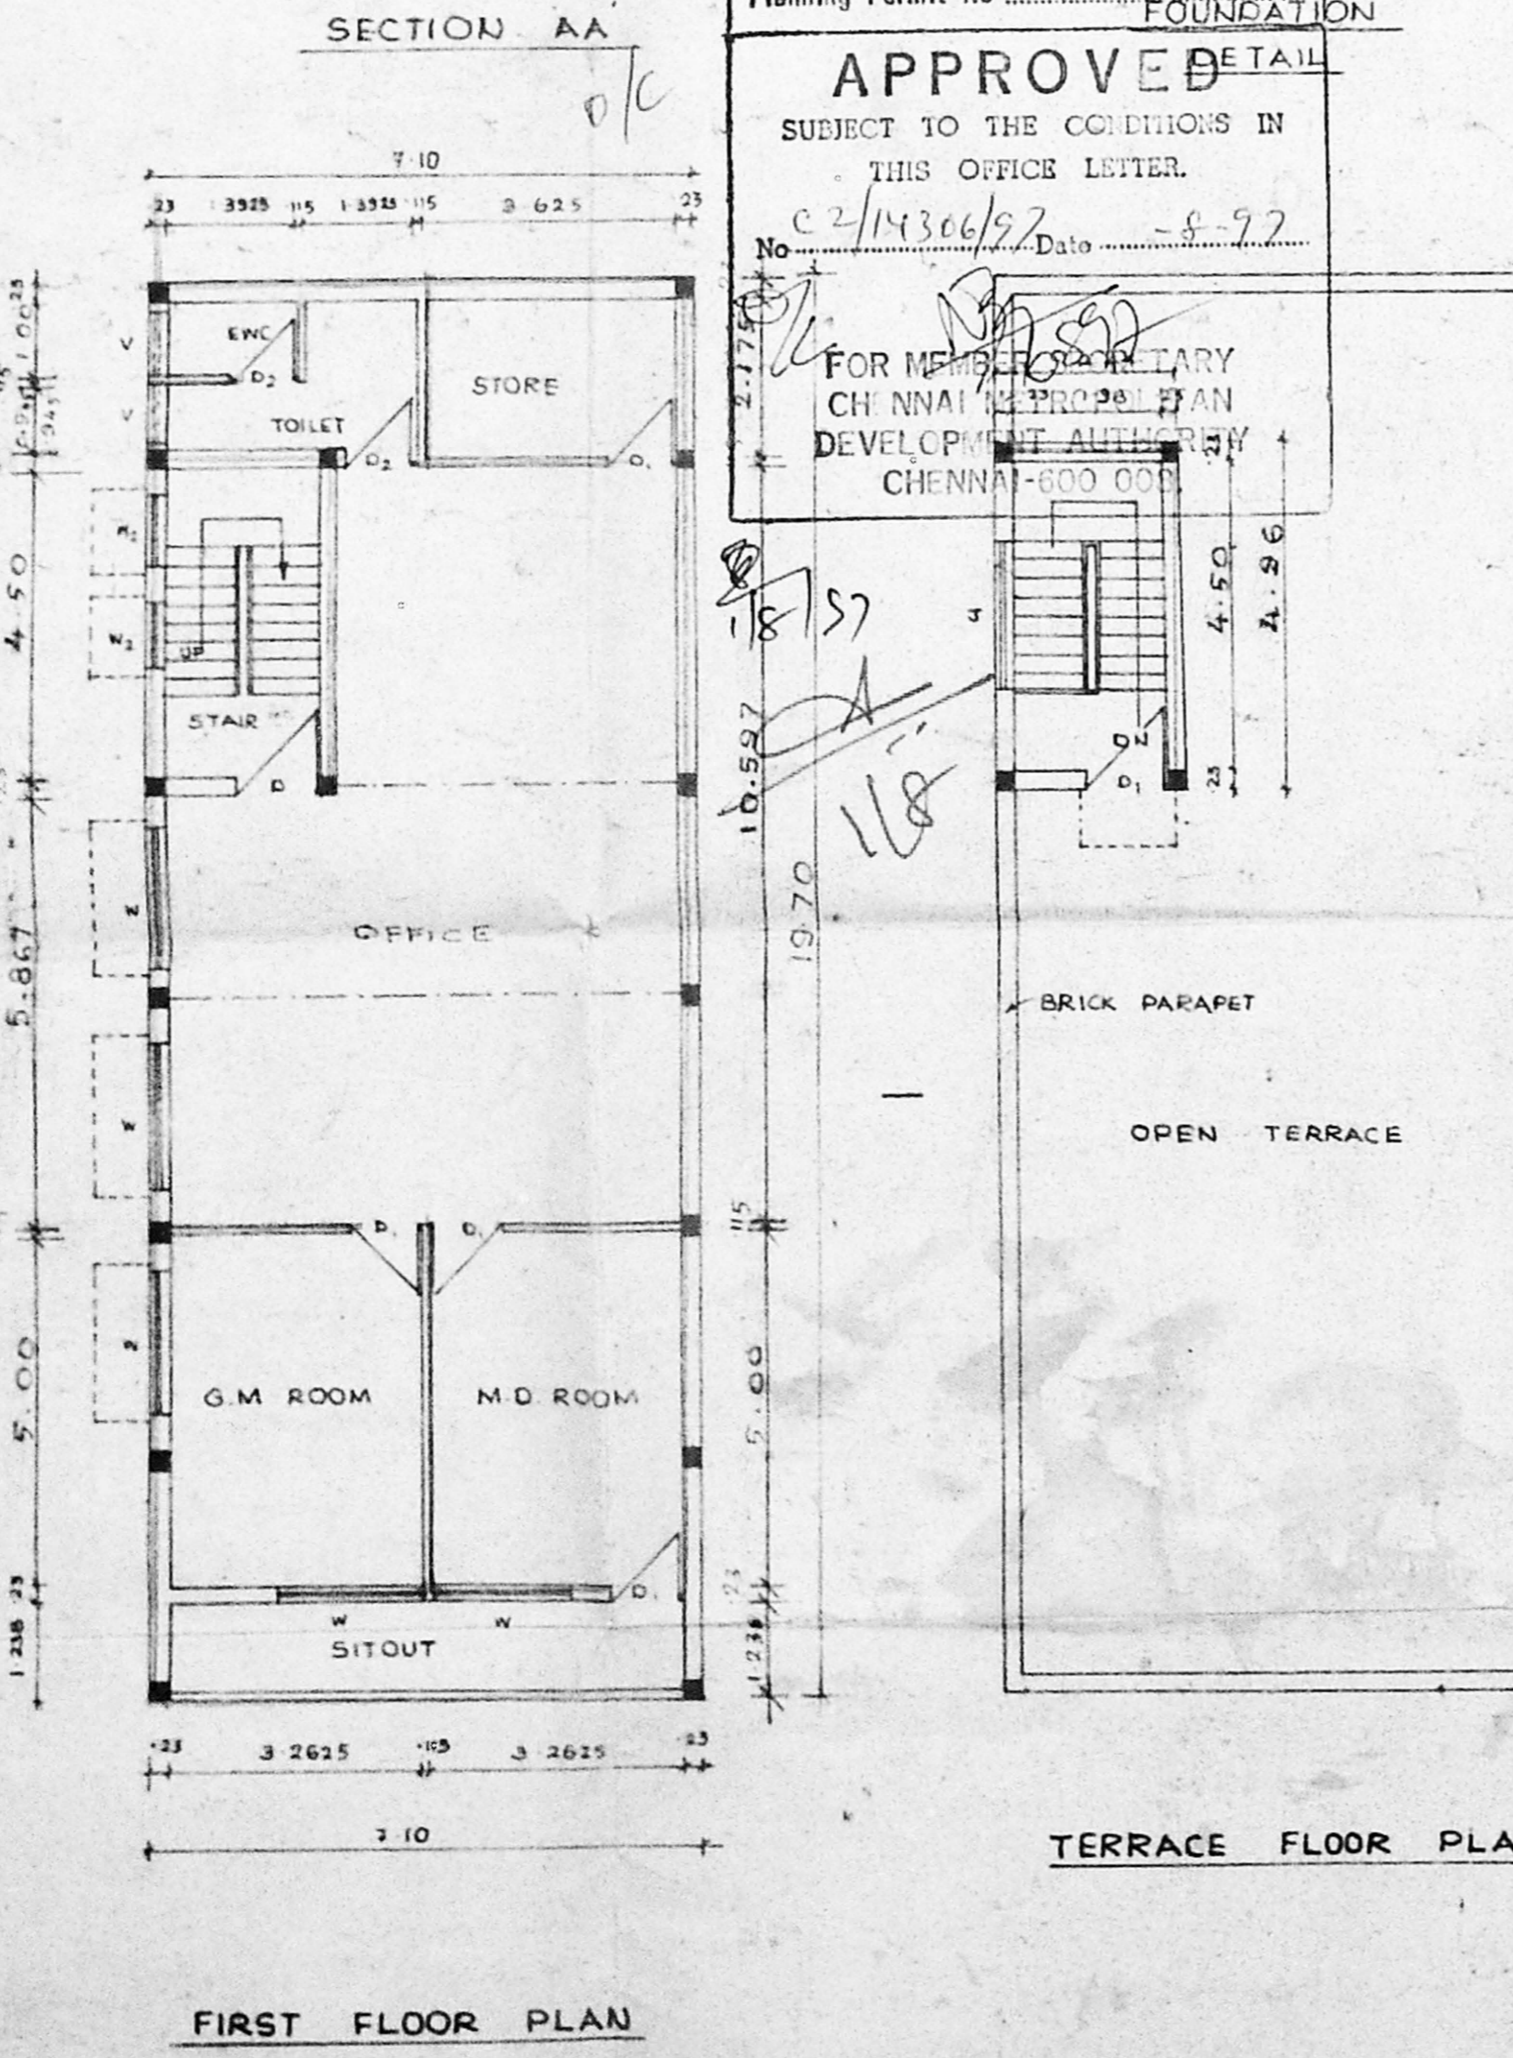 SECTION AA
FOUNDATION
DETAIL
APPROVED
SUBJECT TO THE CONDITIONS IN
THIS OFFICE LETTER.
No C2/14306/97 Date -8-97
FOR MEMBER SECRETARY
CHENNAI METROPOLITAN
DEVELOPMENT AUTHORITY
CHENNAI-600 008.
7.10
23 1.3925 115 1.3925 115 3.625 23
EWC
D2
STORE
TOILET
D2
D1
UP
STAIR
D
OFFICE
W
D1
D1
G.M ROOM
M.D. ROOM
D1
W W
SITOUT
4.50
5.867
5.00
23
1.238
2.175
10.597
19.70
115
5.00
23
1.238
.23 3.2625 .115 3.2625 .23
7.10
FIRST FLOOR PLAN
1/8/97
23
4.50
4.96
23
D1
BRICK PARAPET
OPEN TERRACE
TERRACE FLOOR PLA